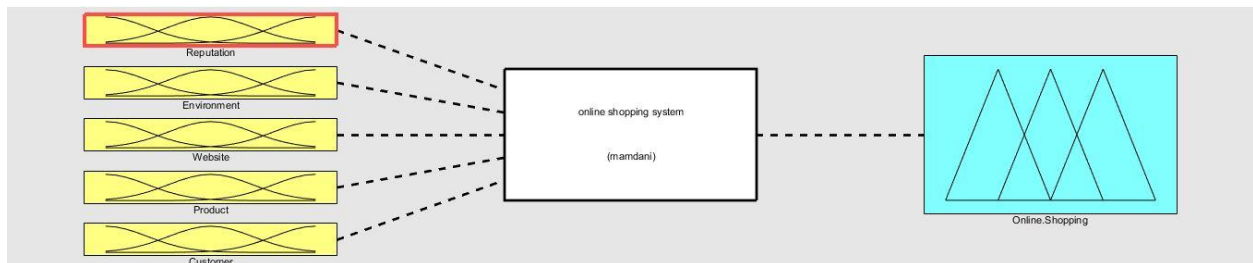 Reputation
Environment
Website
Product
Customer
online shopping system
(mamdani)
Online.Shopping